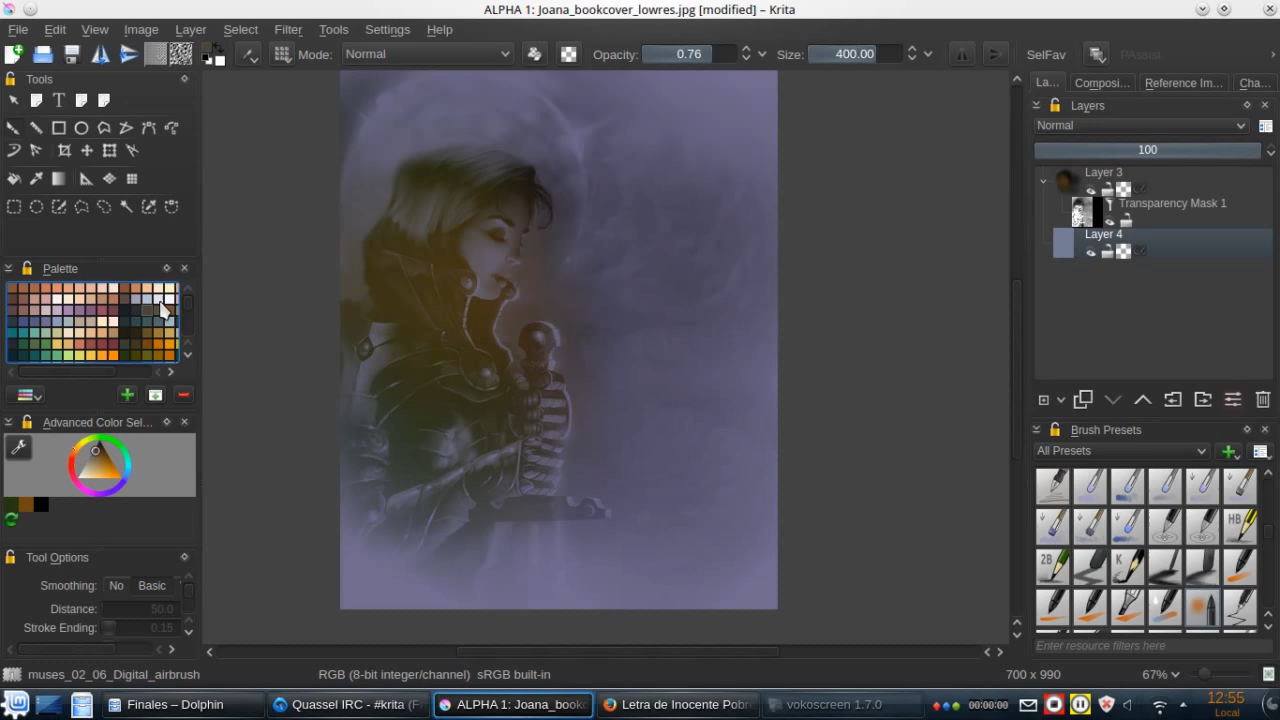 ALPHA 1: Joana_bookcover_lowres.jpg [modified] – Krita
File Edit View Image Layer Select Filter Tools Settings Help
Mode: Normal Opacity: 0.76 Size: 400.00 SelFav PAssist
Tools
La... Composi... Reference Im... Cha...
Layers
Normal
100
Layer 3
Transparency Mask 1
Layer 4
Palette
Advanced Color Sel...
Brush Presets
All Presets
HB
2B
K
Tool Options
Smoothing: No Basic
Distance: 50.0
Stroke Ending: 0.15
Enter resource filters here
muses_02_06_Digital_airbrush RGB (8-bit integer/channel) sRGB built-in 700 x 990 67%
Finales – Dolphin Quassel IRC - #krita (F ALPHA 1: Joana_bookc Letra de Inocente Pob vokoscreen 1.7.0 00:00:00 12:55
Local